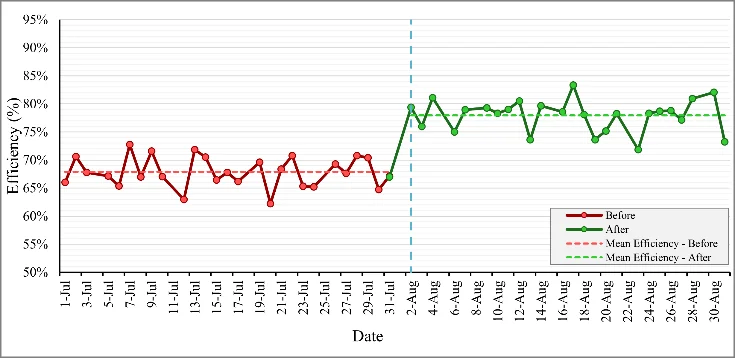 95%
90%
85%
80%
75%
70%
65%
60%
55%
50%
Efficiency (%)
Before
After
Mean Efficiency - Before
Mean Efficiency - After
1-Jul
3-Jul
5-Jul
7-Jul
9-Jul
11-Jul
13-Jul
15-Jul
17-Jul
19-Jul
21-Jul
23-Jul
25-Jul
27-Jul
29-Jul
31-Jul
2-Aug
4-Aug
6-Aug
8-Aug
10-Aug
12-Aug
14-Aug
16-Aug
18-Aug
20-Aug
22-Aug
24-Aug
26-Aug
28-Aug
30-Aug
Date